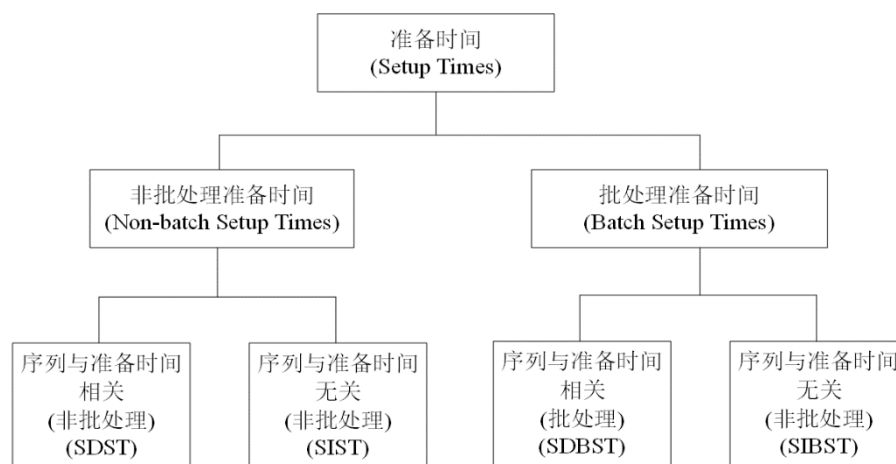 准备时间
(Setup Times)
非批处理准备时间
(Non-batch Setup Times)
批处理准备时间
(Batch Setup Times)
序列与准备时间
相关
(非批处理)
(SDST)
序列与准备时间
无关
(非批处理)
(SIST)
序列与准备时间
相关
(批处理)
(SDBST)
序列与准备时间
无关
(非批处理)
(SIBST)